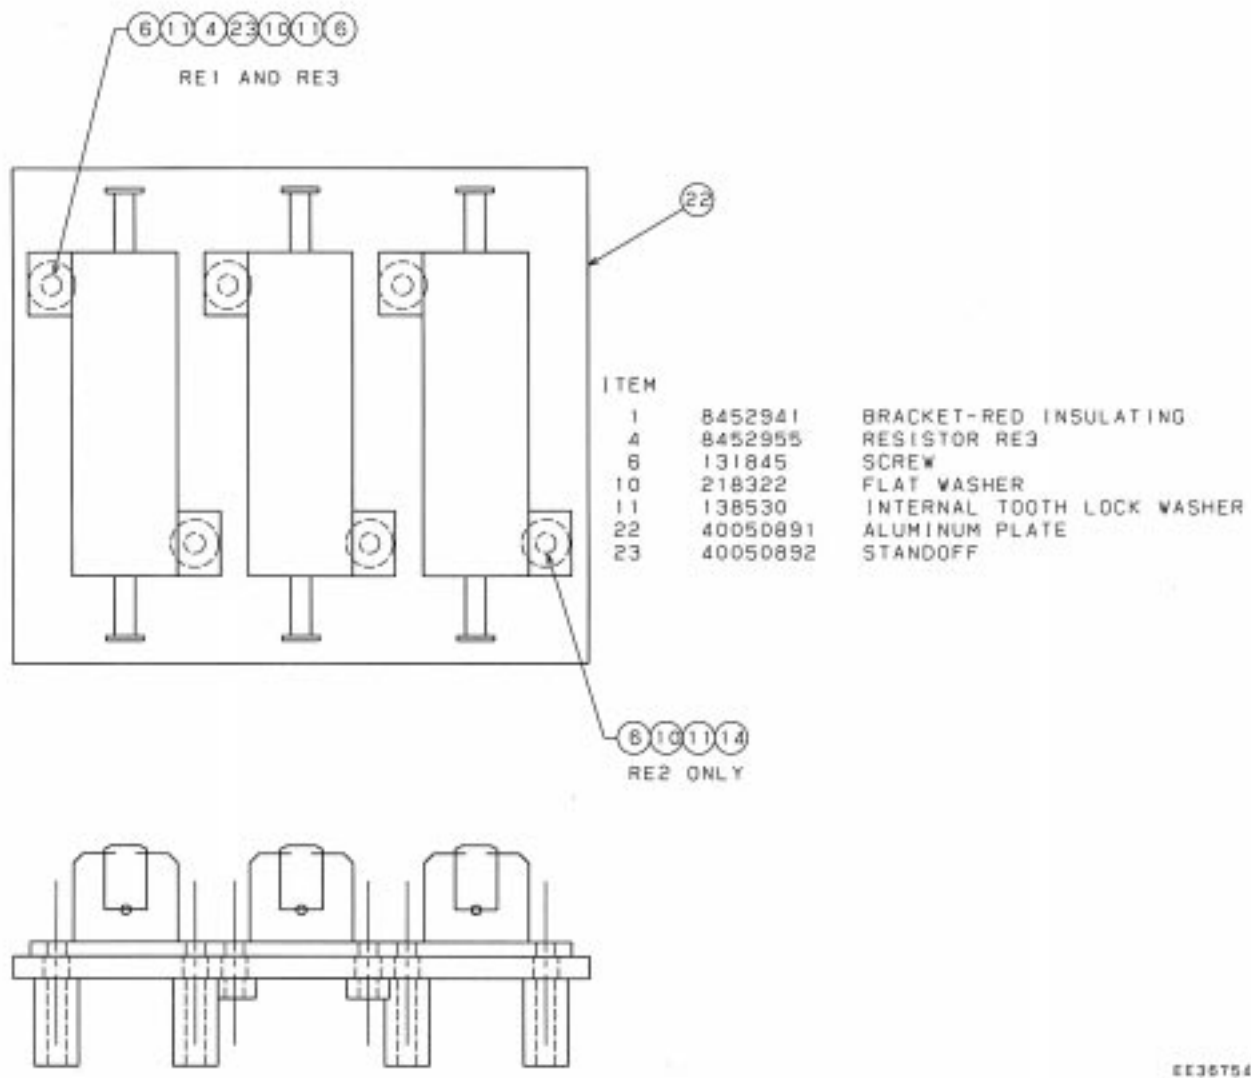 6 11 4 23 10 11 6
RE1 AND RE3
22
ITEM
1 8452941 BRACKET-RED INSULATING
4 8452955 RESISTOR RE3
6 131845 SCREW
10 218322 FLAT WASHER
11 138530 INTERNAL TOOTH LOCK WASHER
22 40050891 ALUMINUM PLATE
23 40050892 STANDOFF
6 10 11 14
RE2 ONLY
EE36754